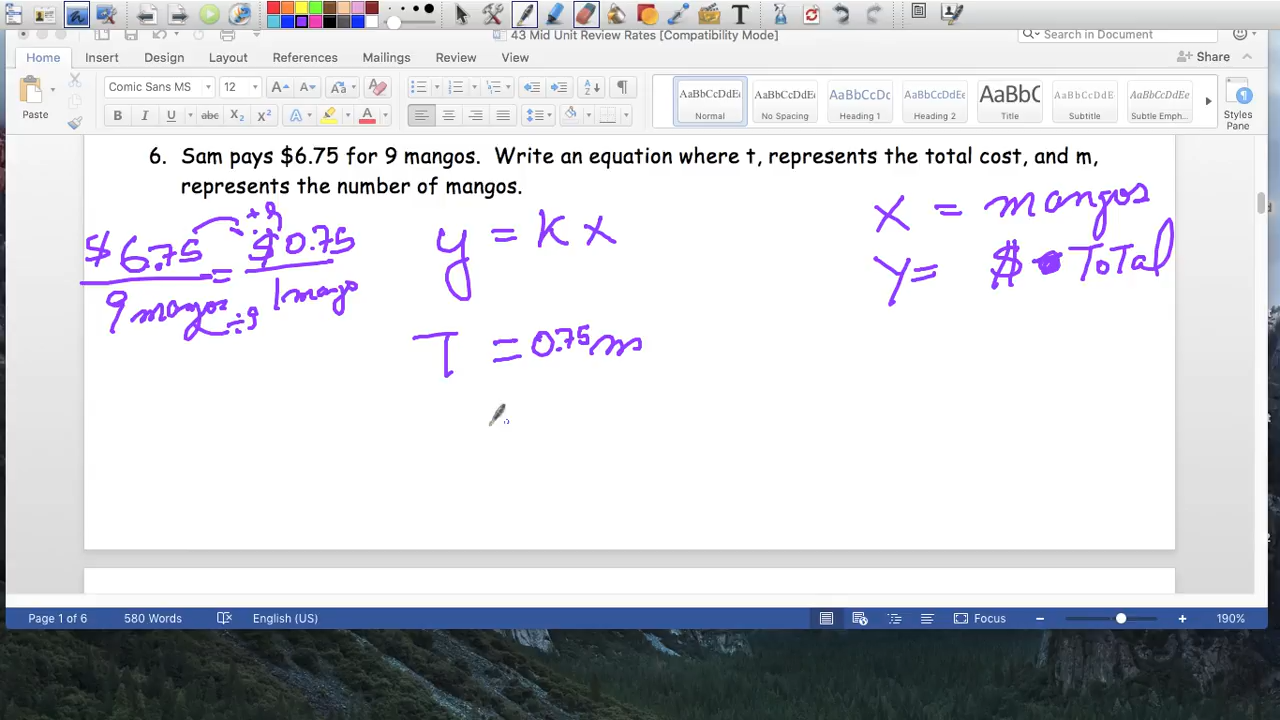 43 Mid Unit Review Rates [Compatibility Mode]
Search in Document
Home Insert Design Layout References Mailings Review View
Share
Paste
Comic Sans MS 12
AaBbCcDdEe AaBbCcDdEe AaBbCcDc AaBbCcDdEe AaBbC AaBbCcDdE AaBbCcDdEe
Normal No Spacing Heading 1 Heading 2 Title Subtitle Subtle Emph...
Styles Pane
6. Sam pays $6.75 for 9 mangos. Write an equation where t, represents the total cost, and m,
represents the number of mangos.
÷9
$6.75 = $0.75
9 mangos 1 mango
÷9
y = kx
T = 0.75m
x = mangos
y = $ Total
Page 1 of 6 580 Words English (US) Focus 190%